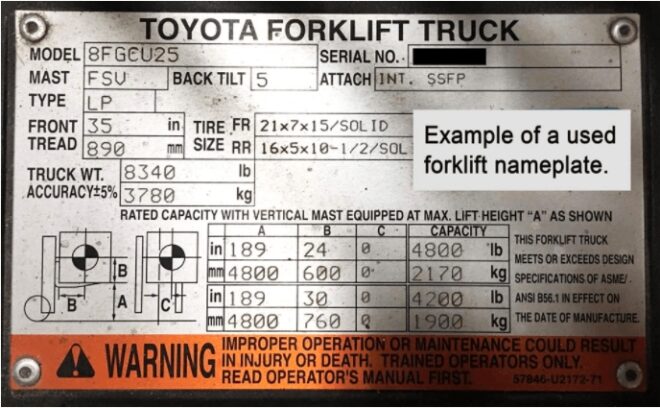 TOYOTA FORKLIFT TRUCK
MODEL 8FGCU25 SERIAL NO.
MAST FSV BACK TILT 5 ATTACH INT. SSFP
TYPE LP
FRONT TREAD 35 in TIRE SIZE FR 21x7x15/SOLID
890 mm RR 16x5x10-1/2/SOL
Example of a used
forklift nameplate.
TRUCK WT. 8340 lb
ACCURACY±5% 3780 kg
RATED CAPACITY WITH VERTICAL MAST EQUIPPED AT MAX. LIFT HEIGHT "A" AS SHOWN
A B C CAPACITY
in 189 24 0 4800 lb
mm 4800 600 0 2170 kg
in 189 30 0 4200 lb
mm 4800 760 0 1900 kg
B
B A C
THIS FORKLIFT TRUCK
MEETS OR EXCEEDS DESIGN
SPECIFICATIONS OF ASME/
ANSI B56.1 IN EFFECT ON
THE DATE OF MANUFACTURE.
WARNING
IMPROPER OPERATION OR MAINTENANCE COULD RESULT
IN INJURY OR DEATH. TRAINED OPERATORS ONLY.
READ OPERATOR'S MANUAL FIRST. 57846-U2172-71